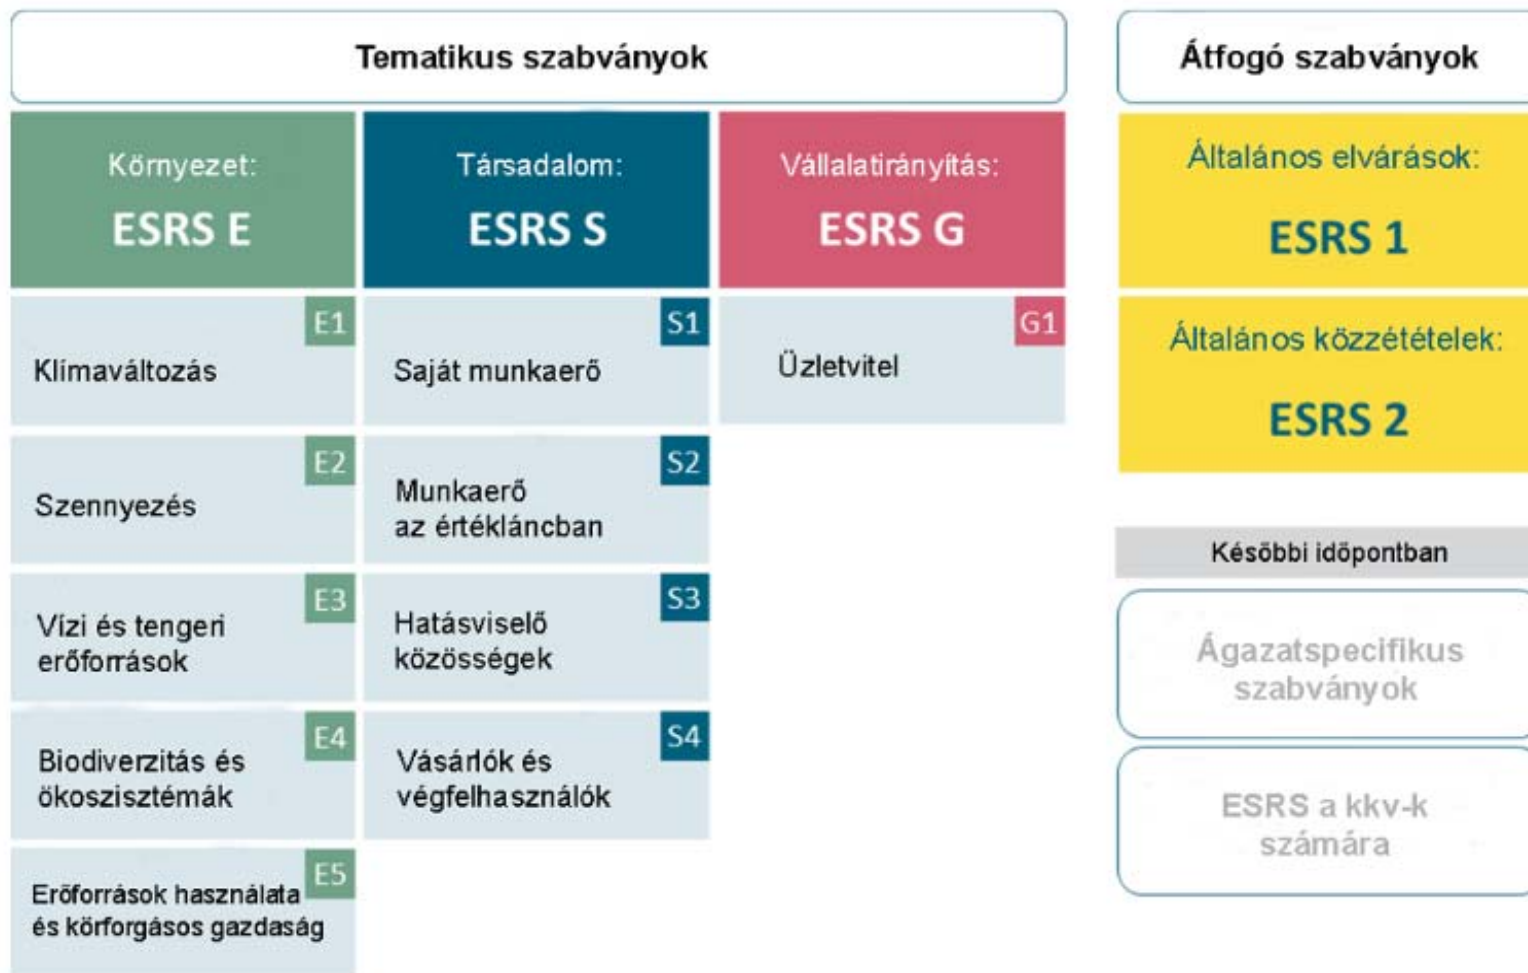 Tematikus szabványok
Környezet:
ESRS E
Társadalom:
ESRS S
Vállalatirányítás:
ESRS G
E1
Klímaváltozás
S1
Saját munkaerő
G1
Üzletvitel
E2
Szennyezés
S2
Munkaerő
az értékláncban
E3
Vízi és tengeri
erőforrások
S3
Hatásviselő
közösségek
E4
Biodiverzitás és
ökoszisztémák
S4
Vásárlók és
végfelhasználók
E5
Erőforrások használata
és körforgásos gazdaság
Átfogó szabványok
Általános elvárások:
ESRS 1
Általános közzétételek:
ESRS 2
Későbbi időpontban
Ágazatspecifikus
szabványok
ESRS a kkv-k
számára